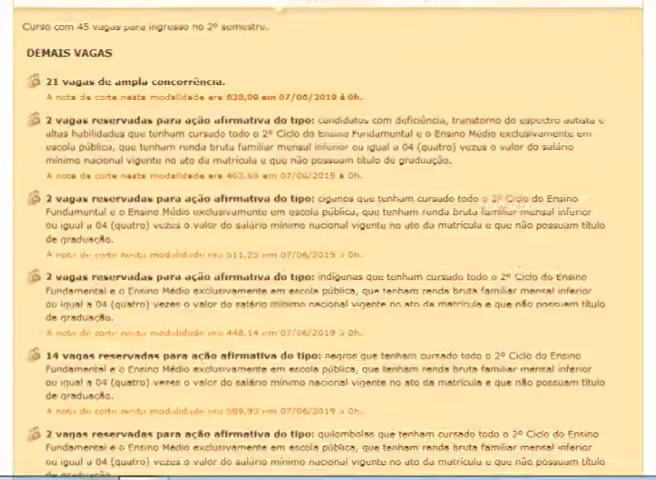 Curso com 45 vagas para ingresso no 2º semestre.
DEMAIS VAGAS
21 vagas de ampla concorrência.
A nota de corte nesta modalidade era 638,09 em 07/06/2019 à 0h.
2 vagas reservadas para ação afirmativa do tipo: candidatos com deficiência, transtorno do espectro autista e
altas habilidades que tenham cursado todo o 2º Ciclo do Ensino Fundamental e o Ensino Médio exclusivamente em
escola pública, que tenham renda bruta familiar mensal inferior ou igual a 04 (quatro) vezes o valor do salário
mínimo nacional vigente no ato da matrícula e que não possuam título de graduação.
A nota de corte nesta modalidade era 463,68 em 07/06/2019 à 0h.
2 vagas reservadas para ação afirmativa do tipo: ciganos que tenham cursado todo o 2º Ciclo do Ensino
Fundamental e o Ensino Médio exclusivamente em escola pública, que tenham renda bruta familiar mensal inferior
ou igual a 04 (quatro) vezes o valor do salário mínimo nacional vigente no ato da matrícula e que não possuam título
de graduação.
A nota de corte nesta modalidade era 511,25 em 07/06/2019 à 0h.
2 vagas reservadas para ação afirmativa do tipo: indígenas que tenham cursado todo o 2º Ciclo do Ensino
Fundamental e o Ensino Médio exclusivamente em escola pública, que tenham renda bruta familiar mensal inferior
ou igual a 04 (quatro) vezes o valor do salário mínimo nacional vigente no ato da matrícula e que não possuam título
de graduação.
A nota de corte nesta modalidade era 448,14 em 07/06/2019 à 0h.
14 vagas reservadas para ação afirmativa do tipo: negros que tenham cursado todo o 2º Ciclo do Ensino
Fundamental e o Ensino Médio exclusivamente em escola pública, que tenham renda bruta familiar mensal inferior
ou igual a 04 (quatro) vezes o valor do salário mínimo nacional vigente no ato da matrícula e que não possuam título
de graduação.
A nota de corte nesta modalidade era 589,93 em 07/06/2019 à 0h.
2 vagas reservadas para ação afirmativa do tipo: quilombolas que tenham cursado todo o 2º Ciclo do Ensino
Fundamental e o Ensino Médio exclusivamente em escola pública, que tenham renda bruta familiar mensal inferior
ou igual a 04 (quatro) vezes o valor do salário mínimo nacional vigente no ato da matrícula e que não possuam título
de graduação